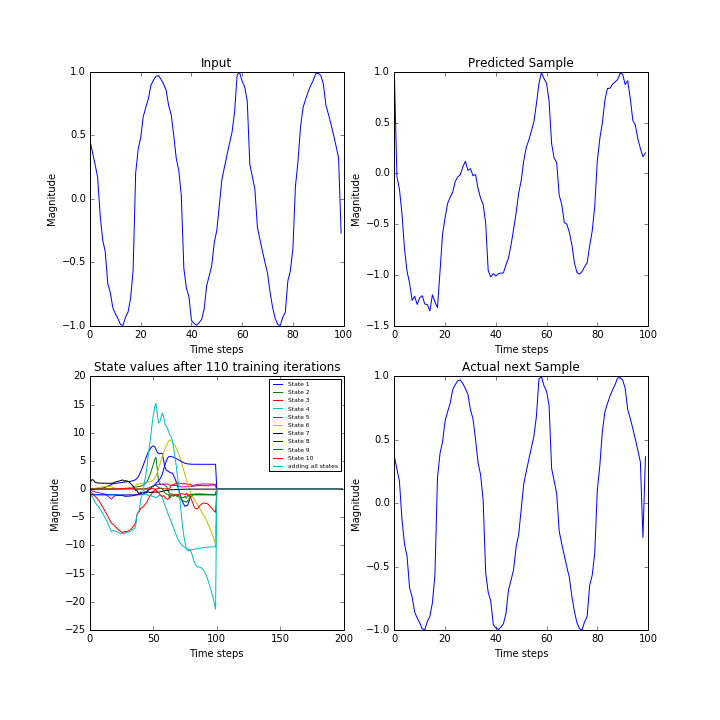 Input
Magnitude
1.0
0.5
0.0
−0.5
−1.0
0
20
40
60
80
100
Time steps
Predicted Sample
Magnitude
1.0
0.5
0.0
−0.5
−1.0
−1.5
0
20
40
60
80
100
Time steps
State values after 110 training iterations
Magnitude
20
15
10
5
0
−5
−10
−15
−20
−25
0
50
100
150
200
Time steps
State 1
State 2
State 3
State 4
State 5
State 6
State 7
State 8
State 9
State 10
adding all states
Actual next Sample
Magnitude
1.0
0.5
0.0
−0.5
−1.0
0
20
40
60
80
100
Time steps